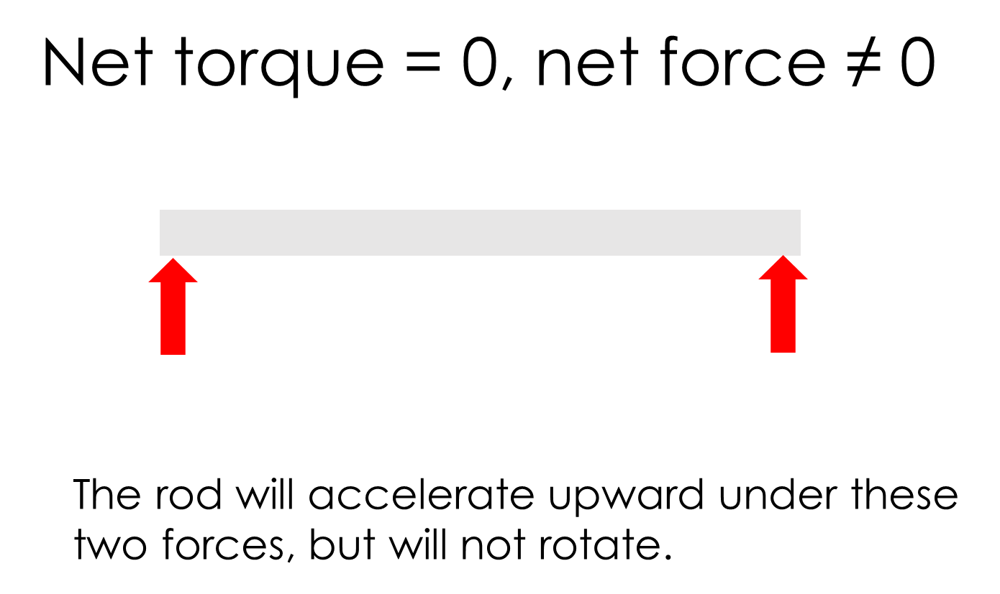 Net torque = 0, net force ≠ 0
The rod will accelerate upward under these
two forces, but will not rotate.